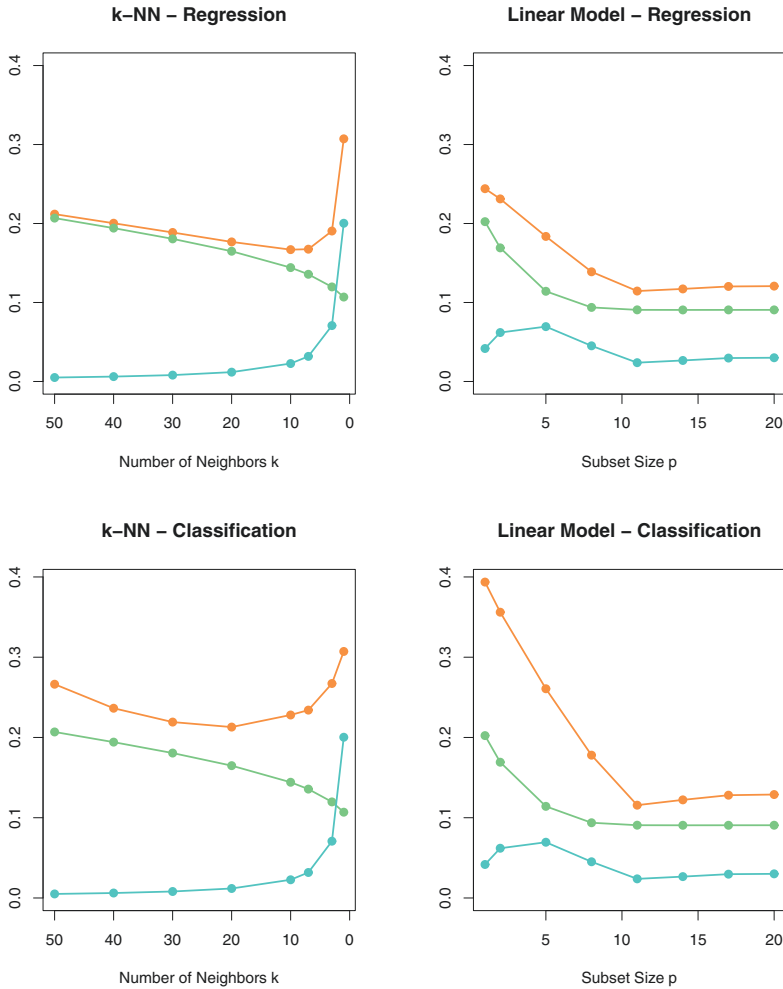 k−NN − Regression
Linear Model − Regression
0.4
0.3
0.2
0.1
0.0
50 40 30 20 10 0
Number of Neighbors k
0.4
0.3
0.2
0.1
0.0
5 10 15 20
Subset Size p
k−NN − Classification
Linear Model − Classification
0.4
0.3
0.2
0.1
0.0
50 40 30 20 10 0
Number of Neighbors k
0.4
0.3
0.2
0.1
0.0
5 10 15 20
Subset Size p